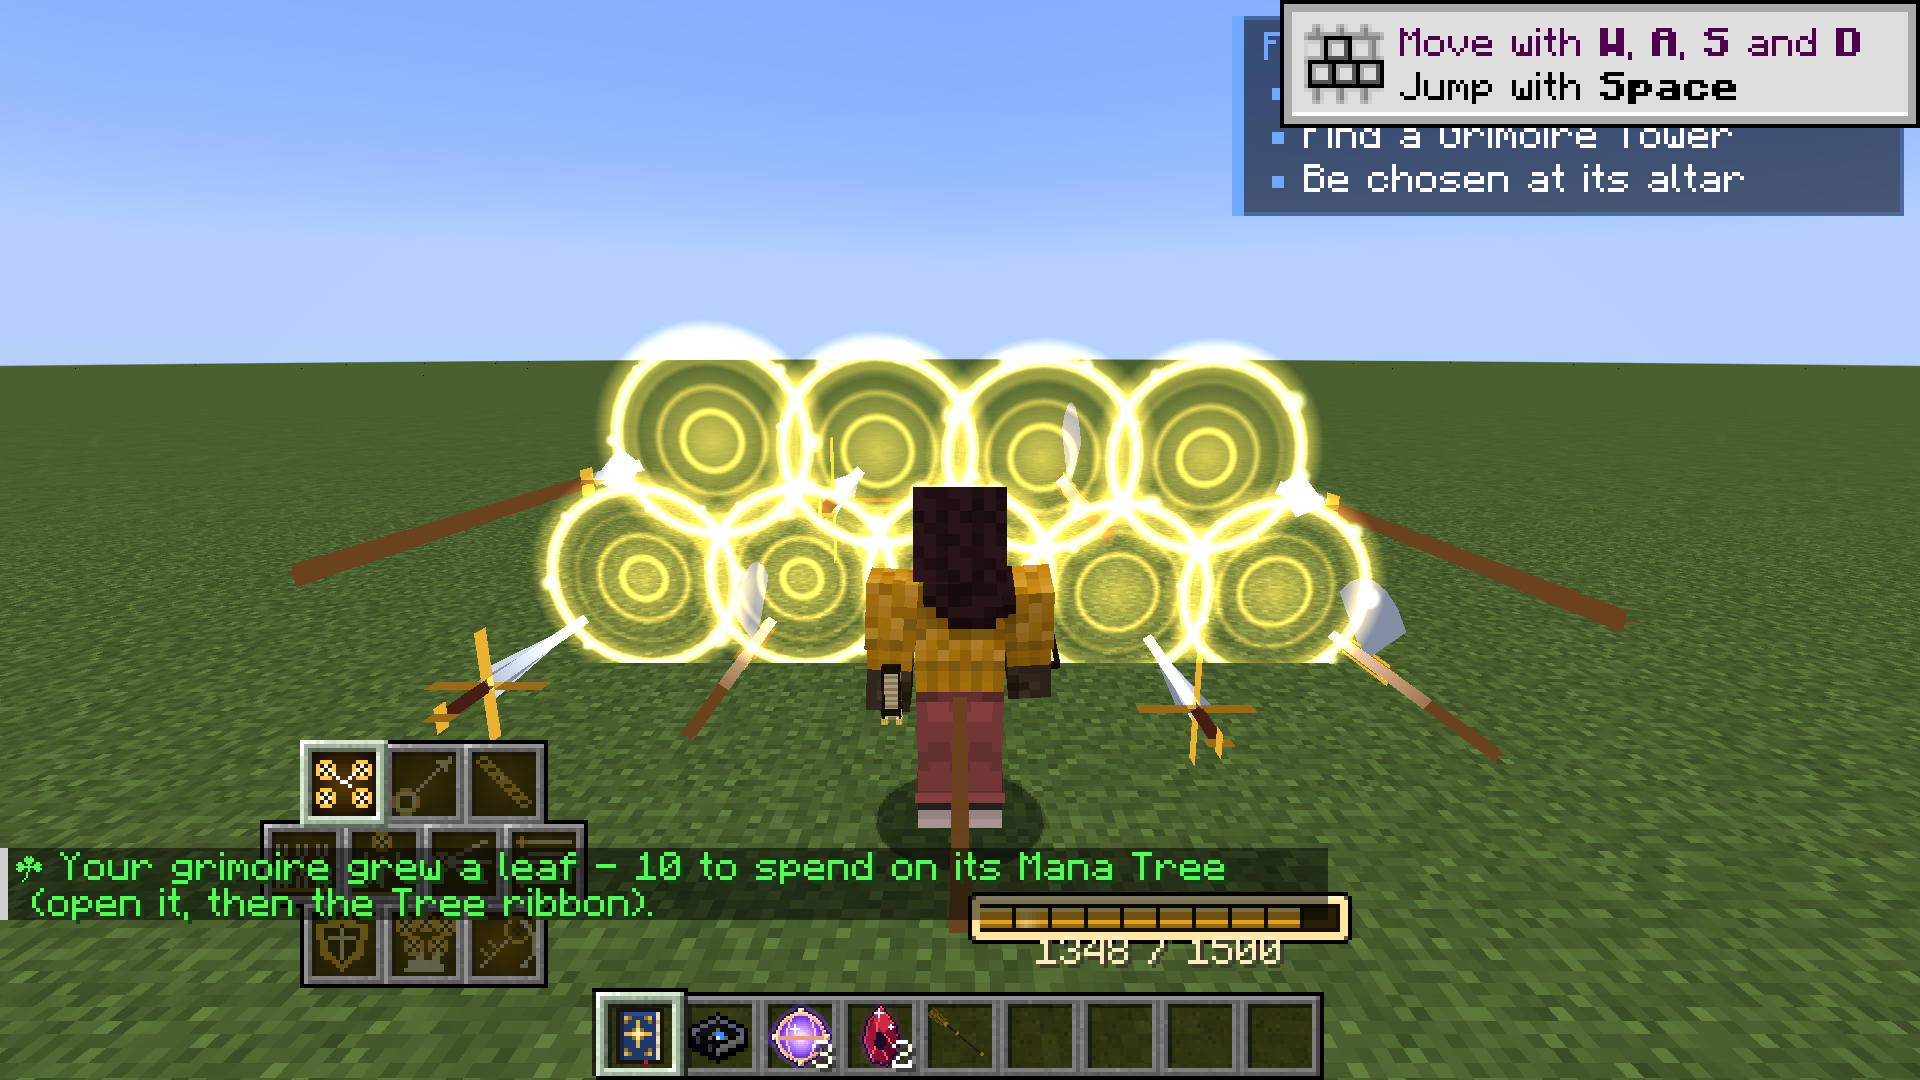 Move with W, A, S and D
Jump with Space
Find a Grimoire Tower
Be chosen at its altar
Your grimoire grew a leaf — 10 to spend on its Mana Tree
(open it, then the Tree ribbon).
1348 / 1500
3
2